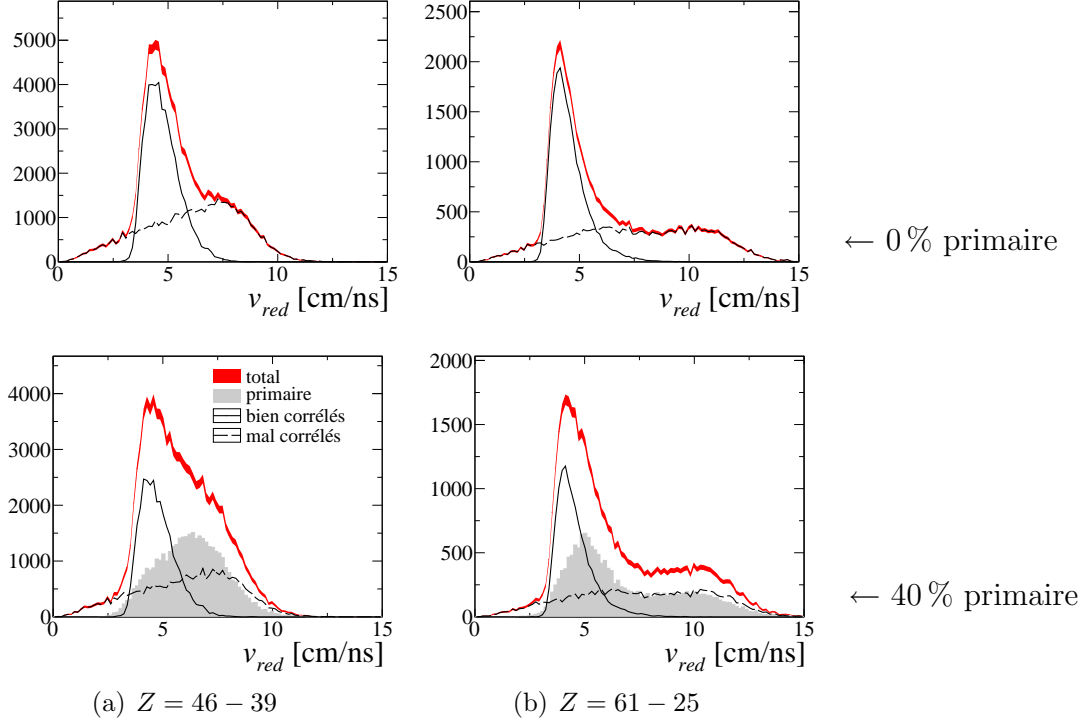 5000
4000
3000
2000
1000
0
0 5 10 15
v_red [cm/ns]
2500
2000
1500
1000
500
0
0 5 10 15
v_red [cm/ns]
← 0 % primaire
4000
3000
2000
1000
0
0 5 10 15
v_red [cm/ns]
total
primaire
bien corrélés
mal corrélés
2000
1500
1000
500
0
0 5 10 15
v_red [cm/ns]
← 40 % primaire
(a) Z = 46 − 39
(b) Z = 61 − 25